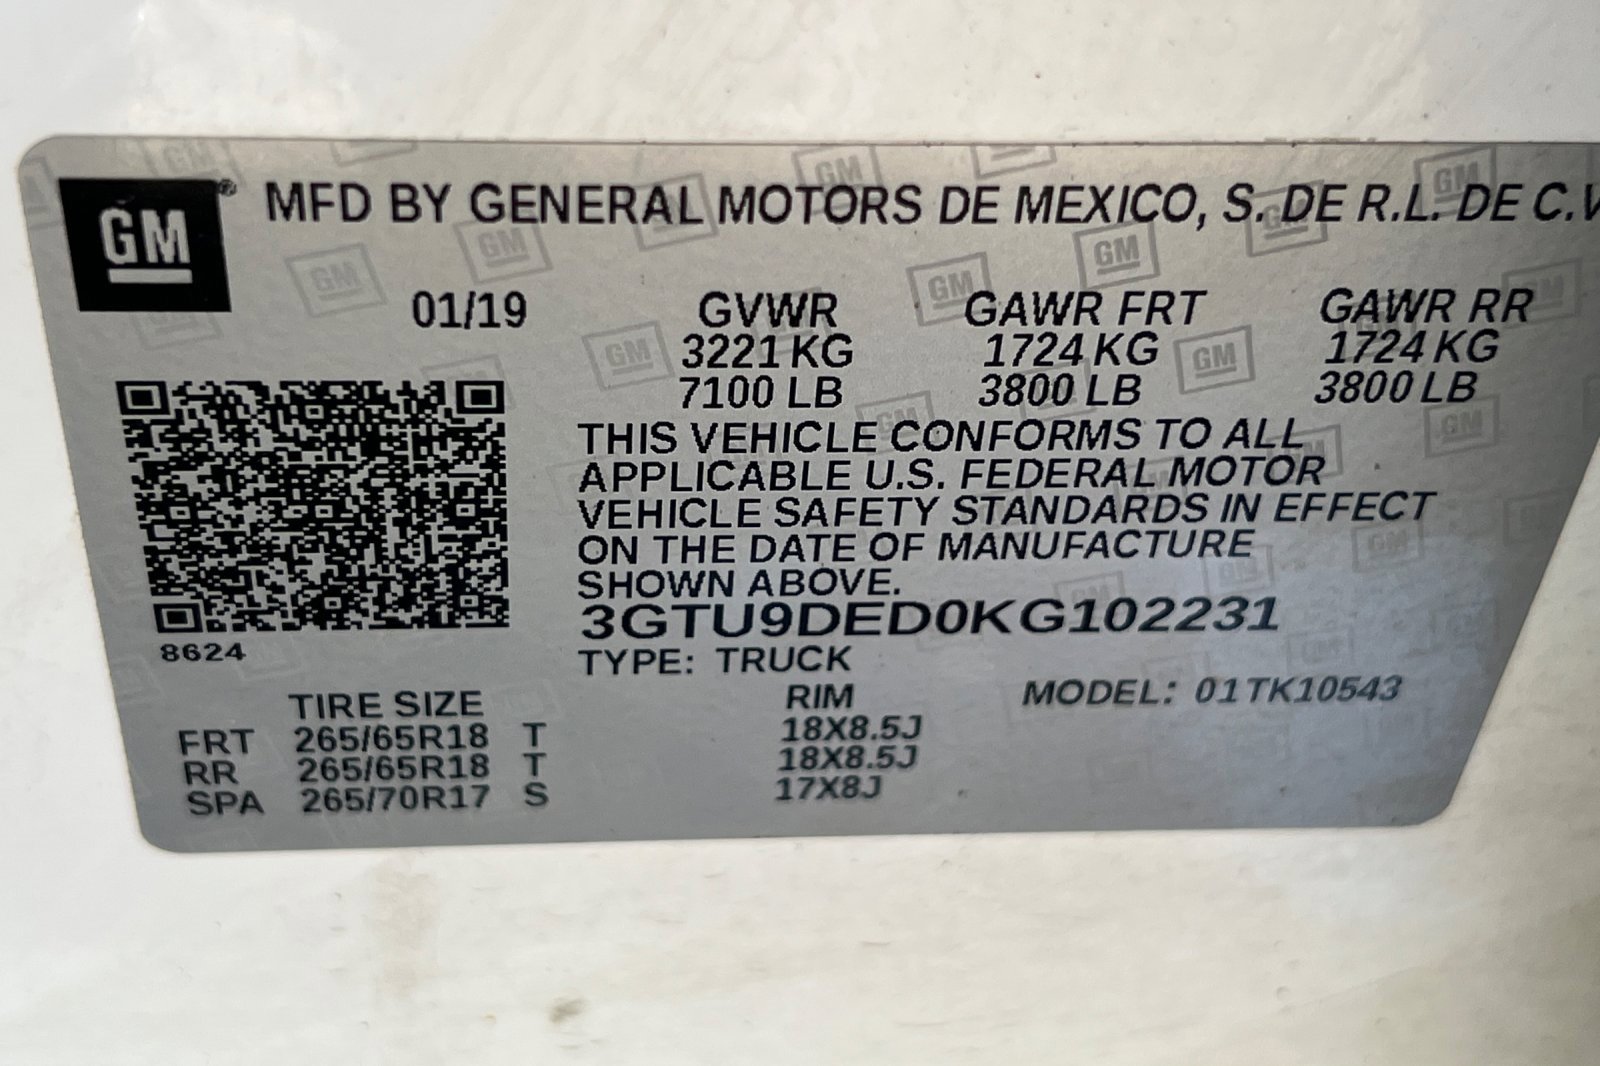 GM® MFD BY GENERAL MOTORS DE MEXICO, S. DE R.L. DE C.V
01/19 GVWR GAWR FRT GAWR RR
3221 KG 1724 KG 1724 KG
7100 LB 3800 LB 3800 LB
THIS VEHICLE CONFORMS TO ALL
APPLICABLE U.S. FEDERAL MOTOR
VEHICLE SAFETY STANDARDS IN EFFECT
ON THE DATE OF MANUFACTURE
SHOWN ABOVE.
3GTU9DED0KG102231
8624
TYPE: TRUCK
TIRE SIZE RIM MODEL: 01TK10543
FRT 265/65R18 T 18X8.5J
RR 265/65R18 T 18X8.5J
SPA 265/70R17 S 17X8J